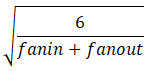 √(6 / (fanin + fanout))